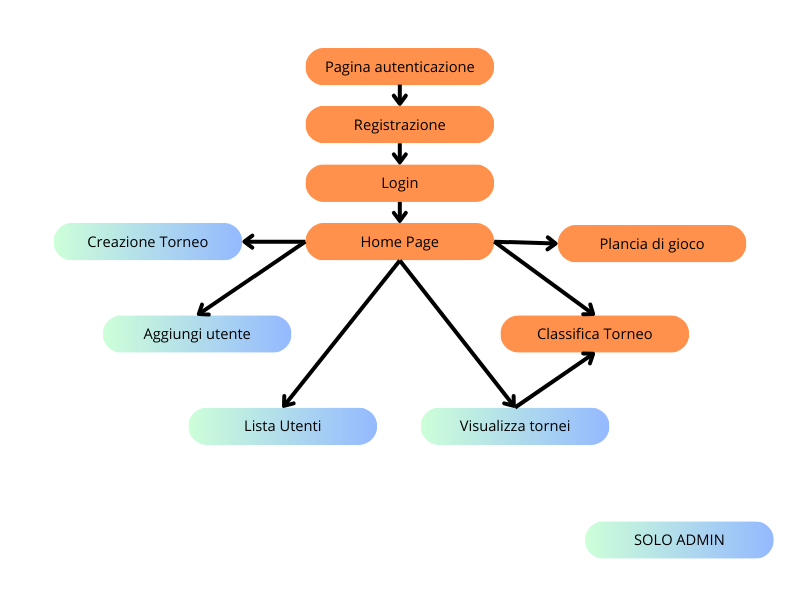 Pagina autenticazione
Registrazione
Login
Creazione Torneo
Home Page
Plancia di gioco
Aggiungi utente
Classifica Torneo
Lista Utenti
Visualizza tornei
SOLO ADMIN